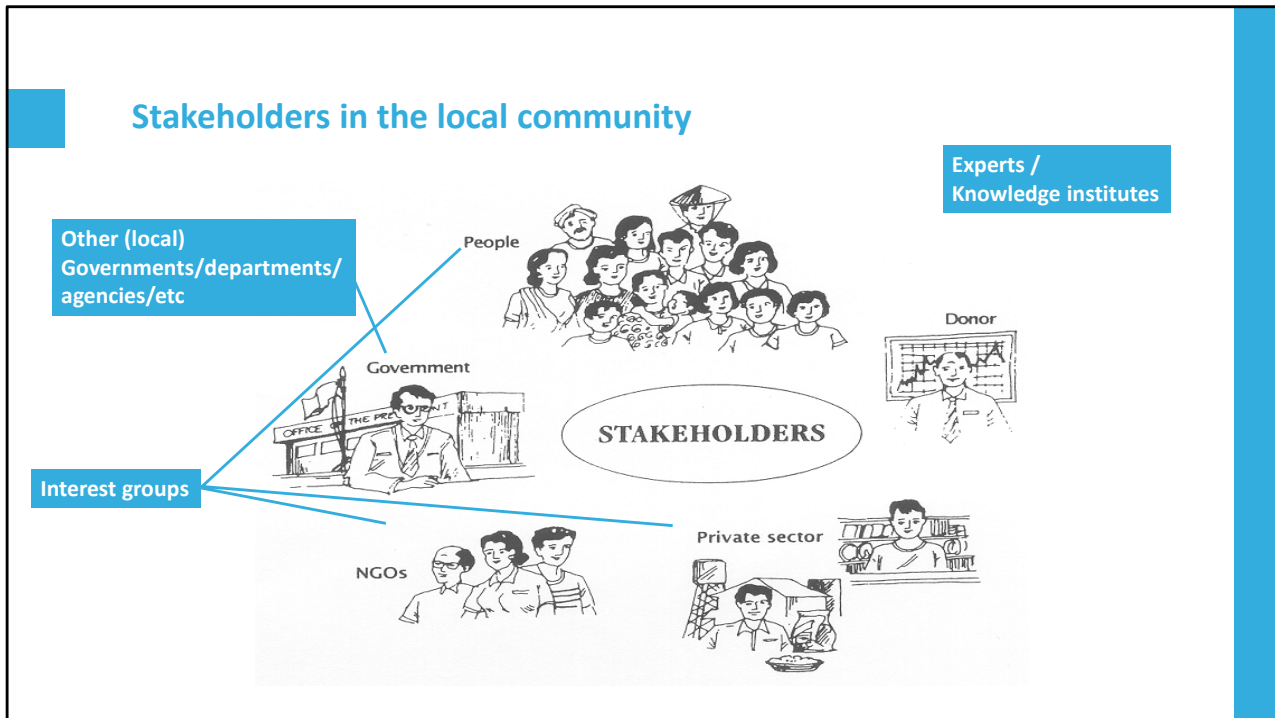 Stakeholders in the local community
Experts /
Knowledge institutes
Other (local)
Governments/departments/
agencies/etc
People
Donor
Government
OFFICE OF THE PRESIDENT
STAKEHOLDERS
Interest groups
Private sector
NGOs